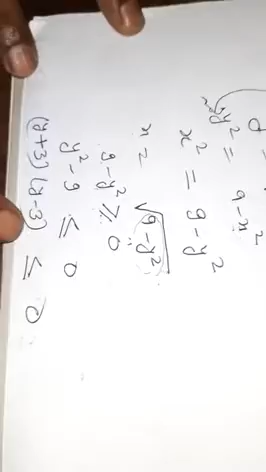 y² = 9 - x²
x² = 9 - y²
x = √(9 - y²)
9 - y² ≥ 0
y² - 9 ≤ 0
(y+3)(y-3) ≤ 0